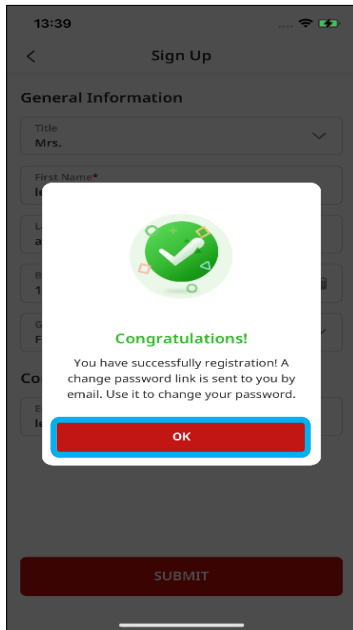 13:39
Sign Up
General Information
Title
Mrs.
First Name*
Congratulations!
You have successfully registration! A
change password link is sent to you by
email. Use it to change your password.
OK
SUBMIT